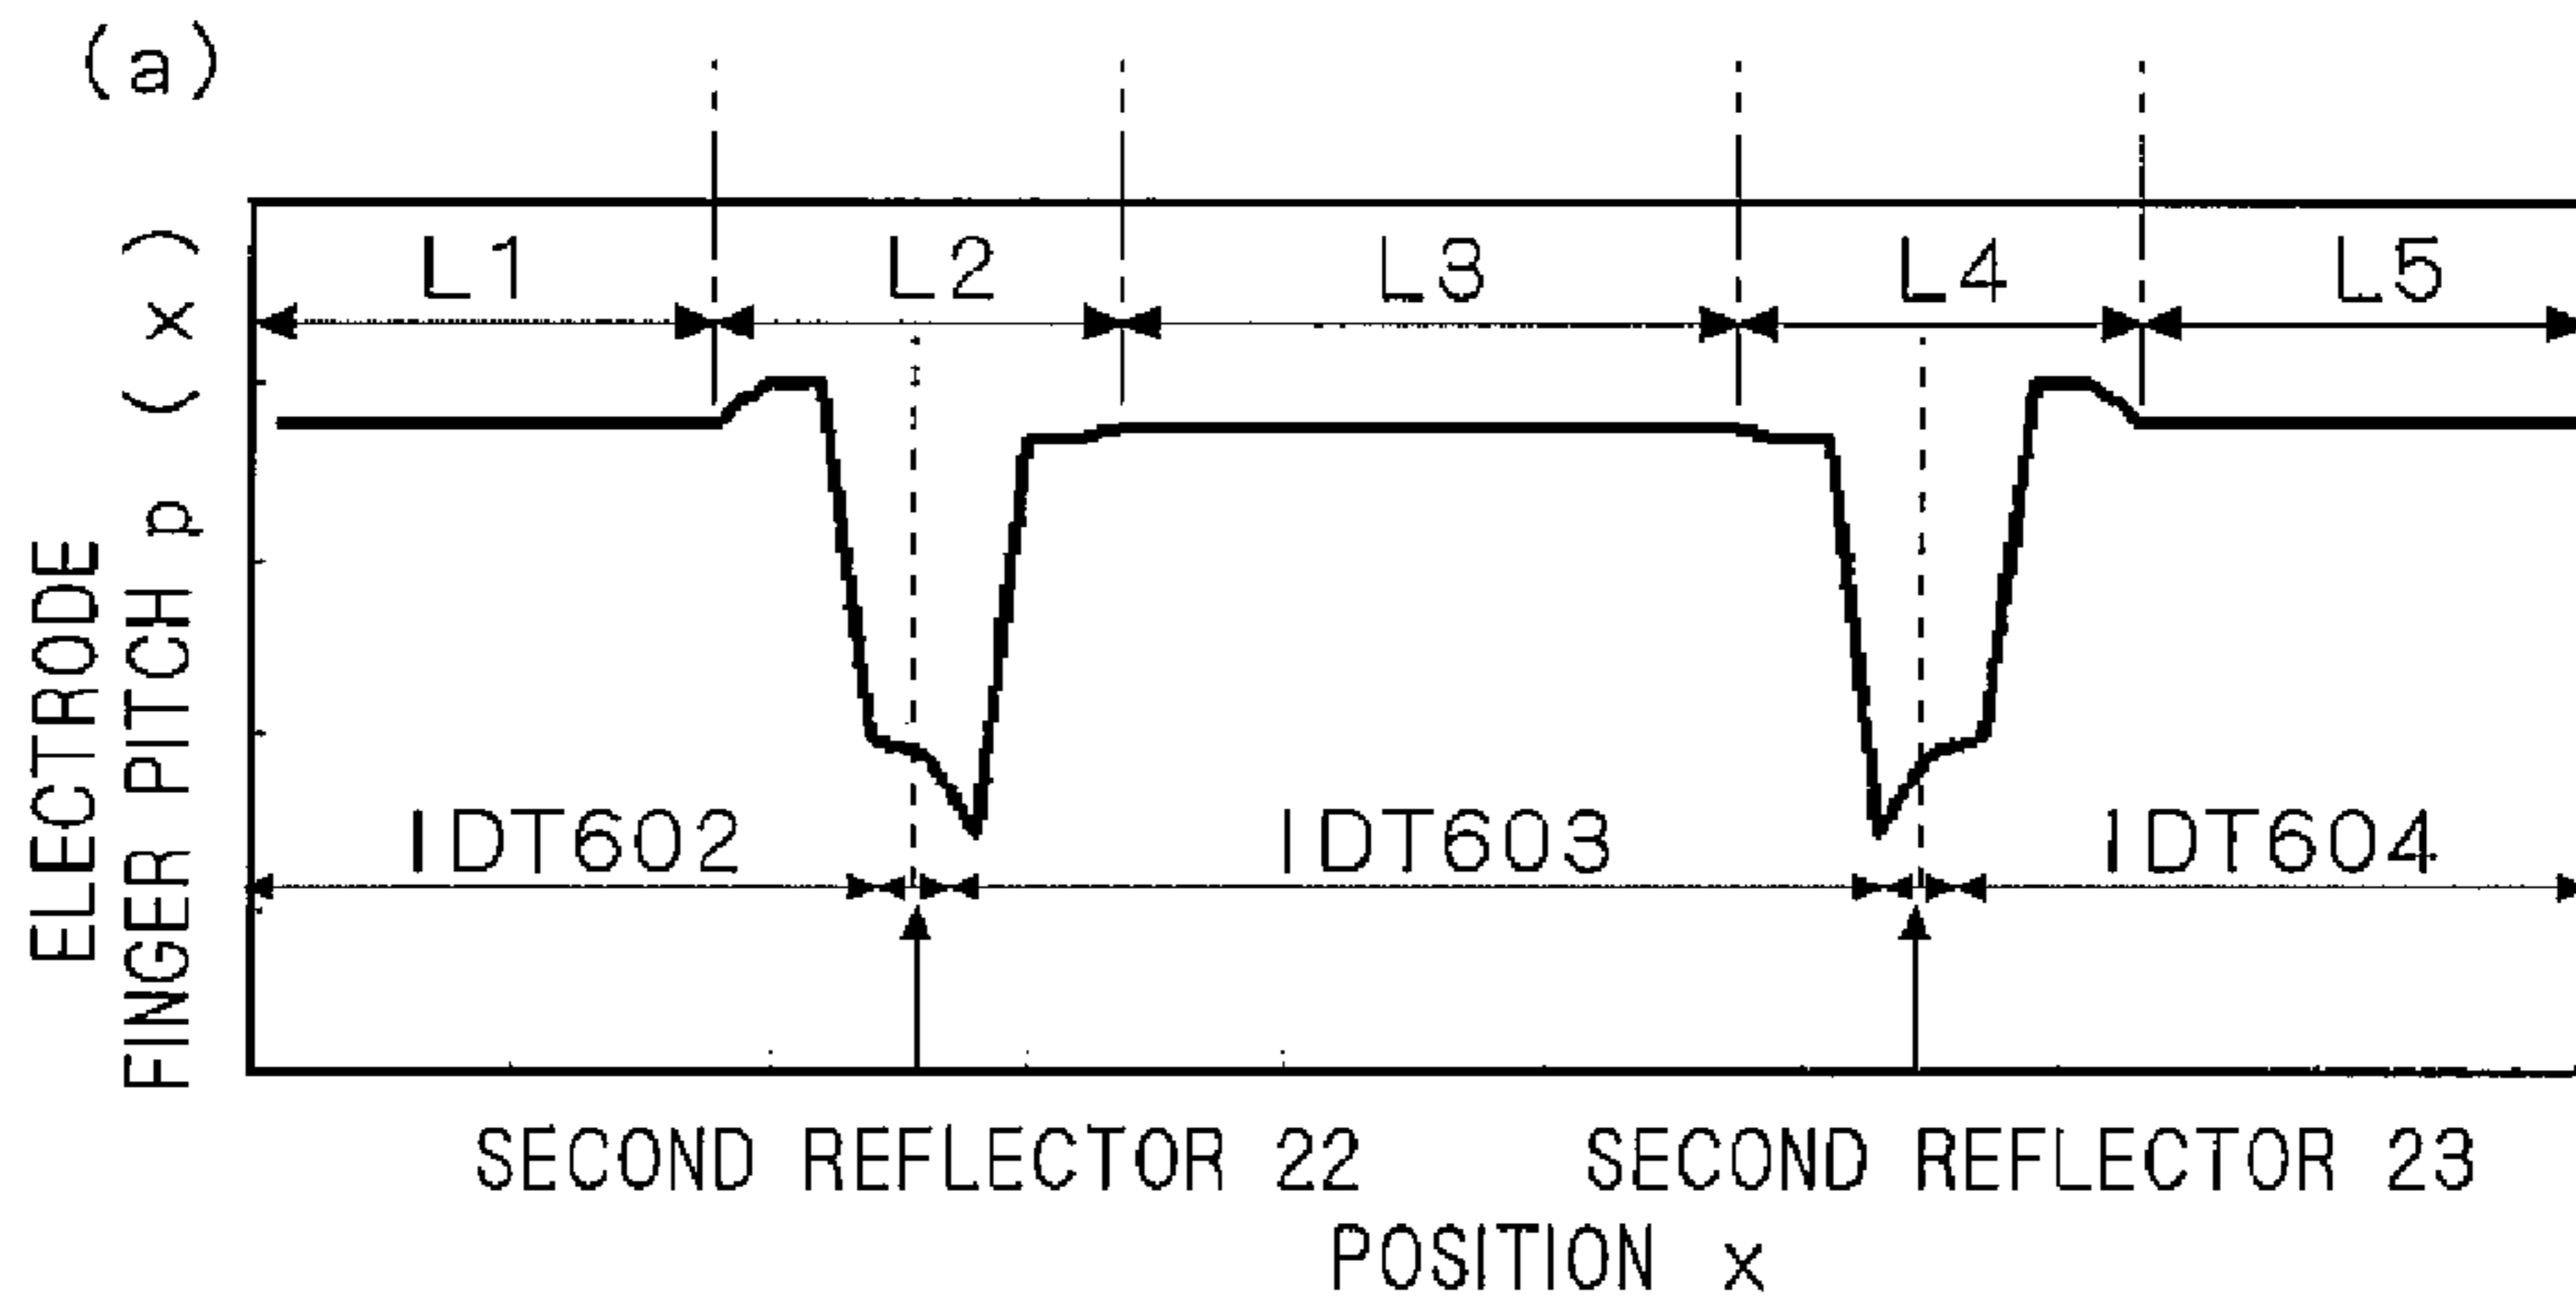 (a)
ELECTRODE
FINGER PITCH p (x)
L1 L2 L3 L4 L5
IDT602 IDT603 IDT604
SECOND REFLECTOR 22 SECOND REFLECTOR 23
POSITION x